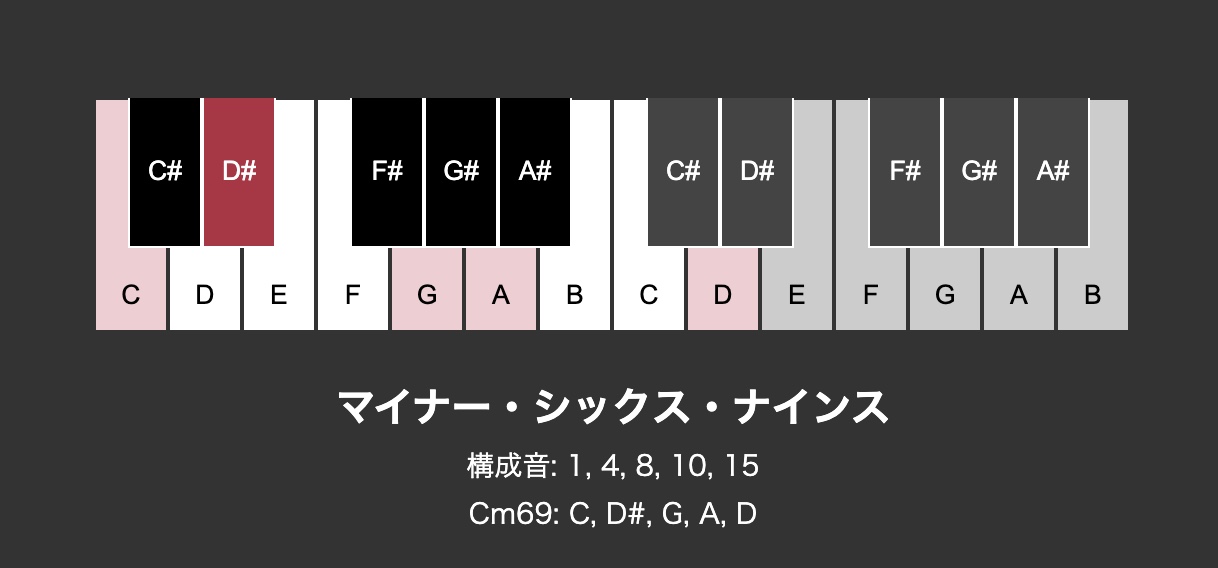 C# D# F# G# A# C# D# F# G# A#
C D E F G A B C D E F G A B
マイナー・シックス・ナインス
構成音: 1, 4, 8, 10, 15
Cm69: C, D#, G, A, D